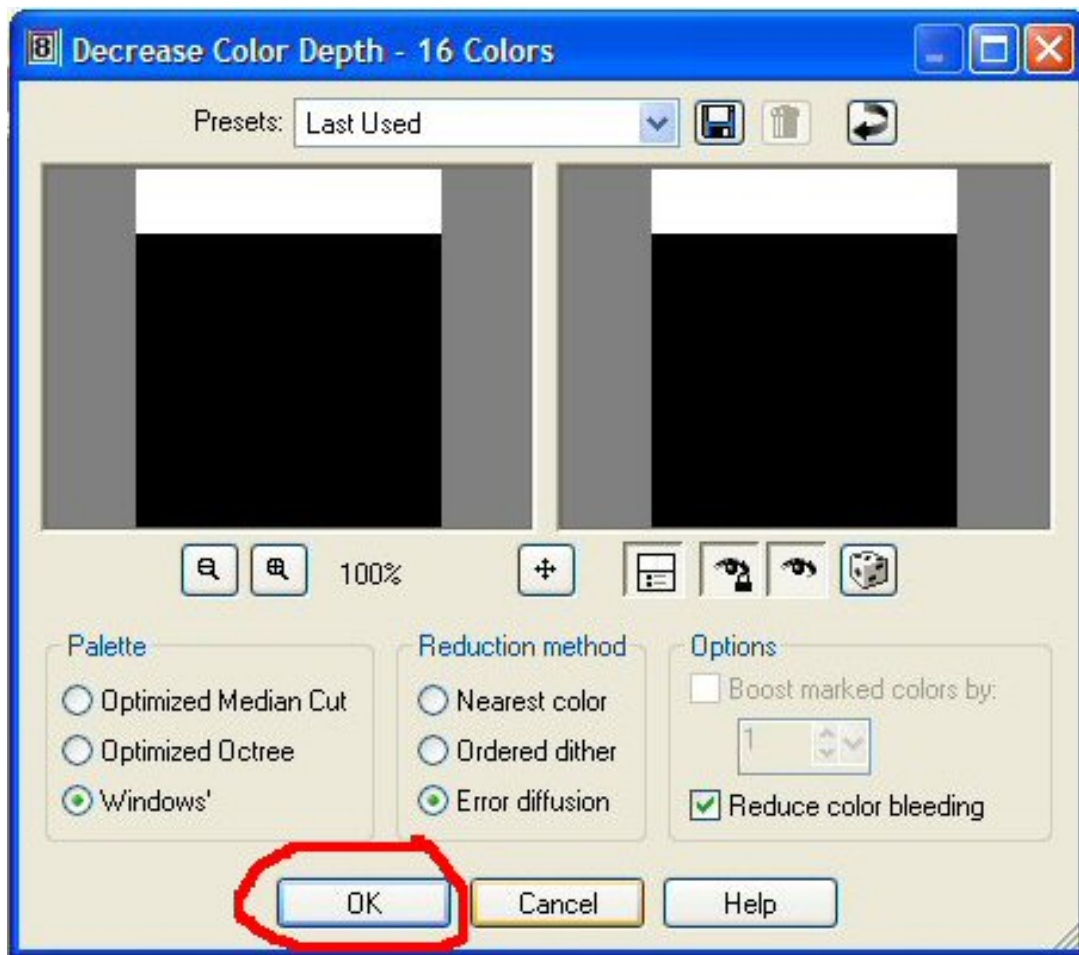 8 Decrease Color Depth - 16 Colors
Presets: Last Used
100%
Palette
Optimized Median Cut
Optimized Octree
Windows'
Reduction method
Nearest color
Ordered dither
Error diffusion
Options
Boost marked colors by:
1
Reduce color bleeding
OK Cancel Help